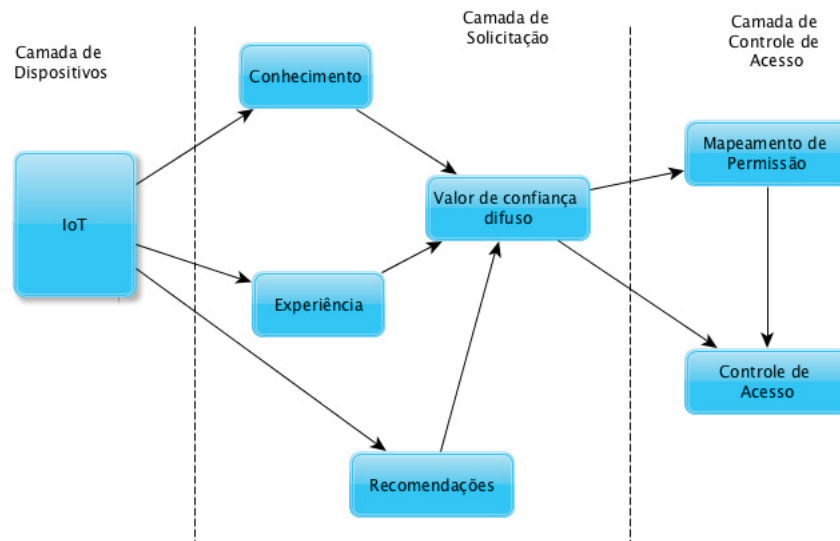 Camada de
Dispositivos
Camada de
Solicitação
Camada de
Controle de
Acesso
Conhecimento
IoT
Experiência
Recomendações
Valor de confiança
difuso
Mapeamento de
Permissão
Controle de
Acesso